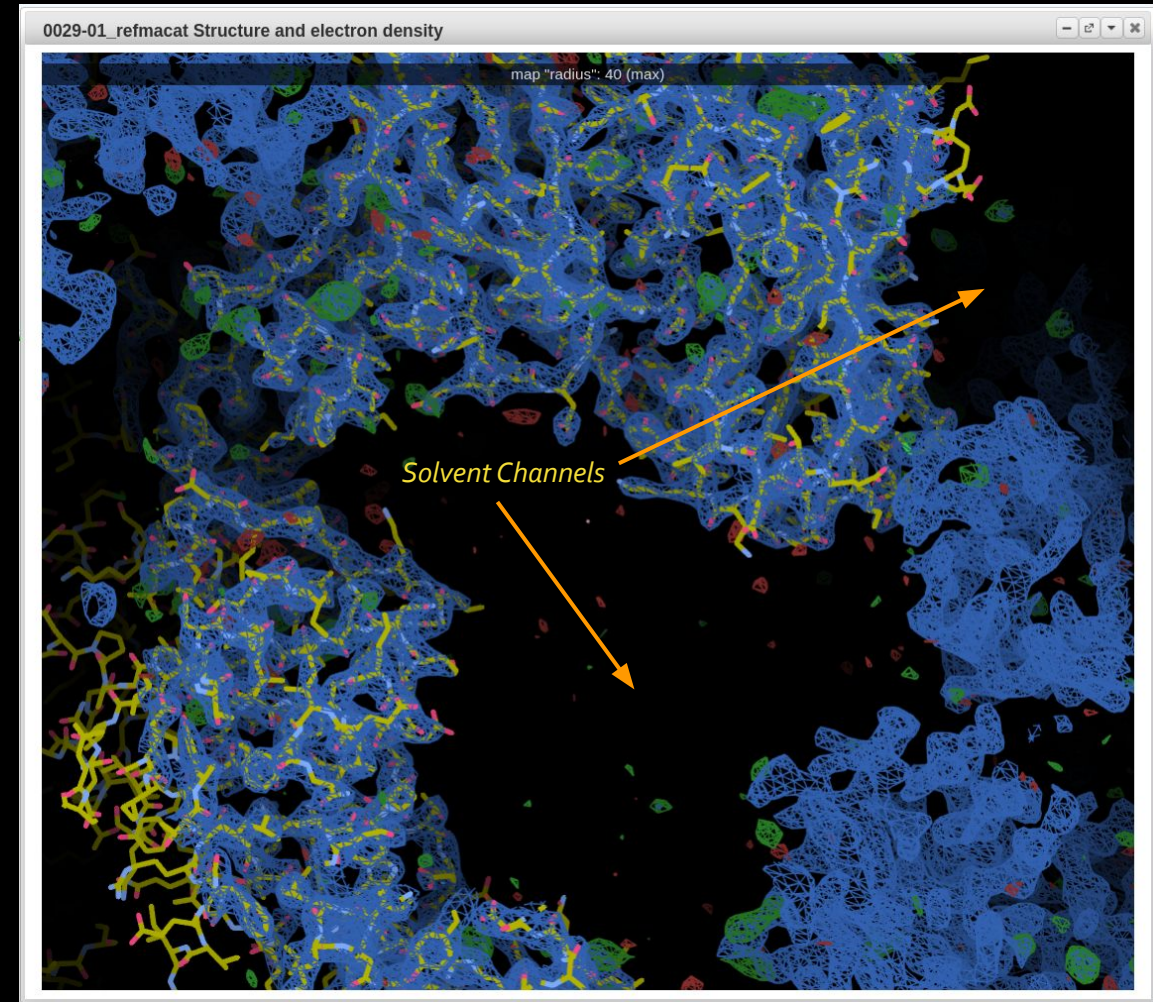 0029-01_refmacat Structure and electron density
map "radius": 40 (max)
Solvent Channels